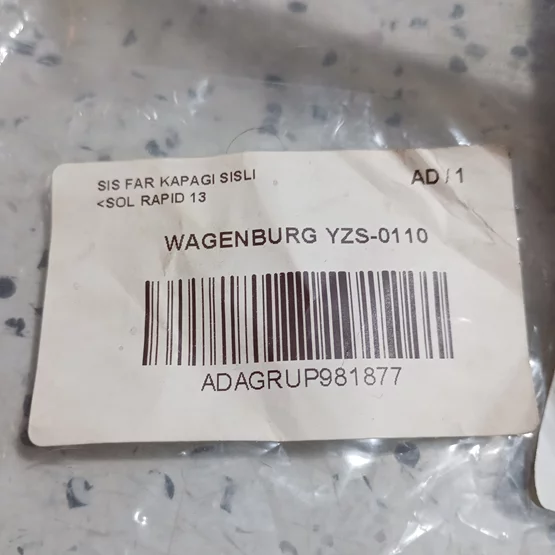 SIS FAR KAPAGI SISLI
<SOL RAPID 13
AD / 1
WAGENBURG YZS-0110
ADAGRUP981877